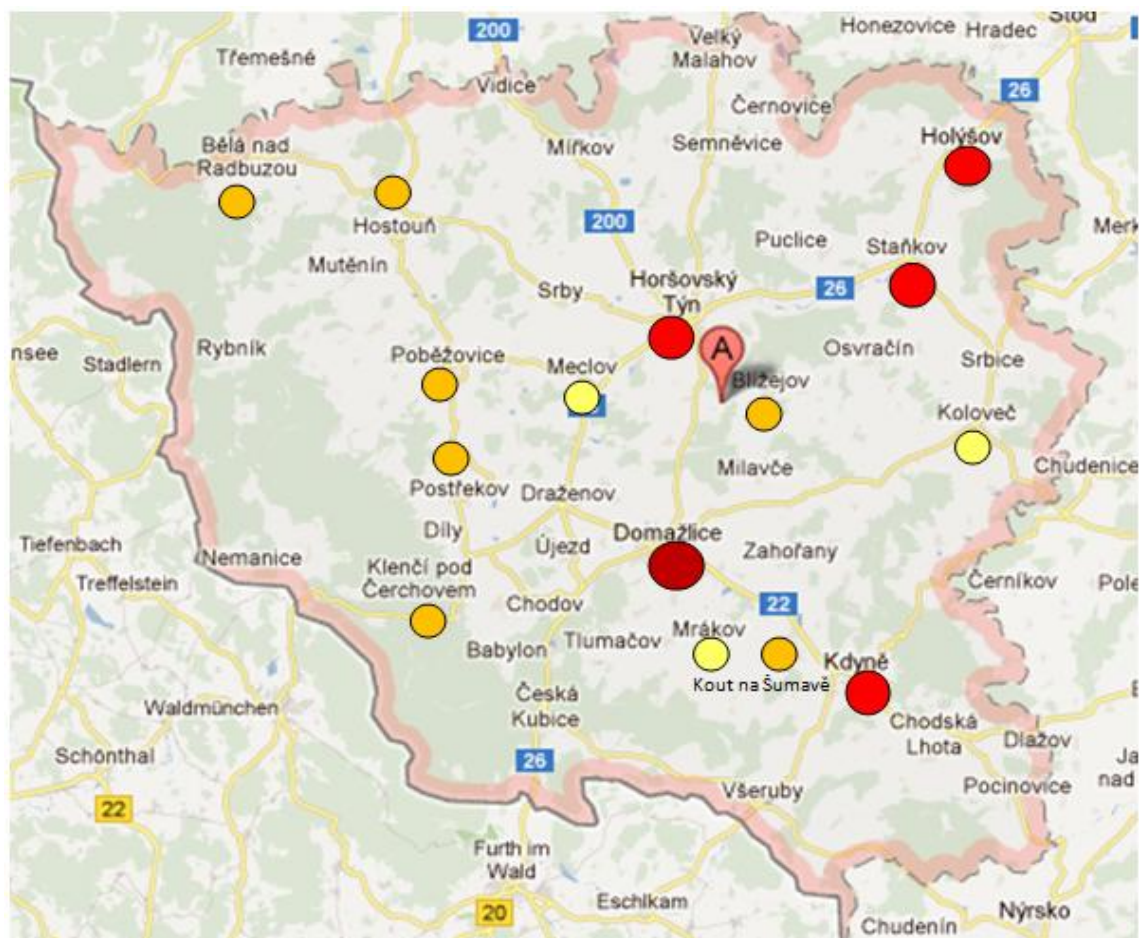 Stod
Honezovice
Hradec
200
Velký
Malahov
Třemešné
Vidice
26
Černovice
Bělá nad
Radbuzou
Mířkov
Semněvice
Holýšov
Hostouň
200
Merk
Puclice
Staňkov
Mutěnín
Horšovský
Týn
Srby
26
nsee
Stadlern
Rybník
Poběžovice
Meclov
A
Osvračín
Srbice
Blížejov
Koloveč
Postřekov
Draženov
Milavče
Chudenice
Díly
Újezd
Domažlice
Zahořany
Tiefenbach
Nemanice
Treffelstein
Klenčí pod
Čerchovem
Černíkov
Pole
Chodov
22
Babylon
Tlumačov
Mrákov
Kdyně
Kout na Šumavě
Waldmünchen
Česká
Kubice
Chodská
Lhota
Dlažov
Schönthal
26
Ja
nad
22
Všeruby
Pocinovice
Furth im
Wald
Eschlkam
20
Nýrsko
Chudenín